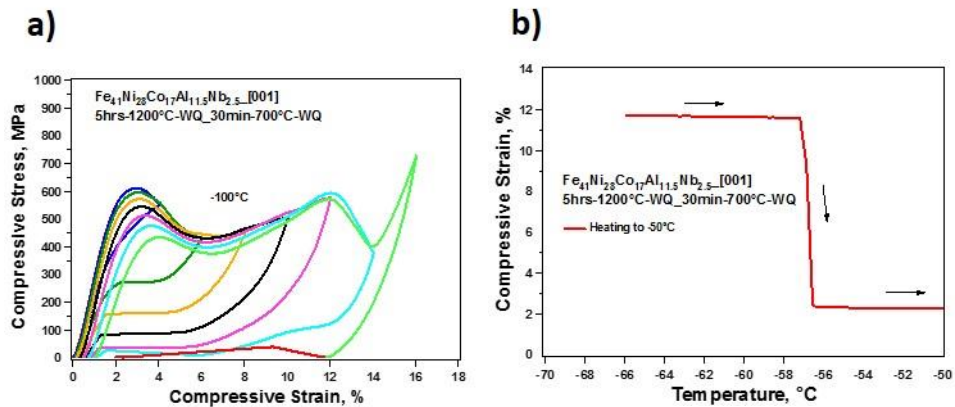 a)
Compressive Stress, MPa
1000
900
800
700
600
500
400
300
200
100
0
Fe₄₁Ni₂₈Co₁₇Al₁₁.₅Nb₂.₅_[001]
5hrs-1200°C-WQ_30min-700°C-WQ
-100°C
0 2 4 6 8 10 12 14 16 18
Compressive Strain, %
b)
Compressive Strain, %
14
12
10
8
6
4
2
0
Fe₄₁Ni₂₈Co₁₇Al₁₁.₅Nb₂.₅_[001]
5hrs-1200°C-WQ_30min-700°C-WQ
Heating to -50°C
-70 -68 -66 -64 -62 -60 -58 -56 -54 -52 -50
Temperature, °C